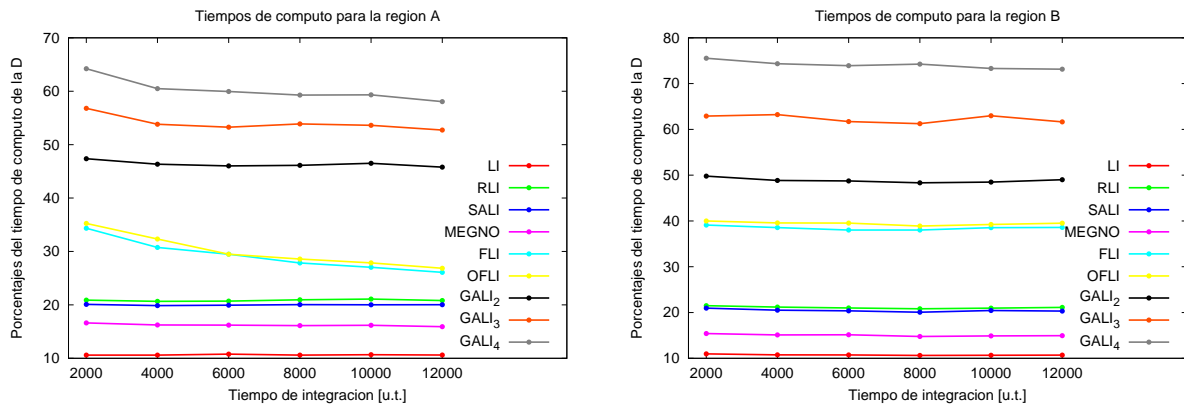 Tiempos de computo para la region A
Porcentajes del tiempo de computo de la D
70
60
50
40
30
20
10
LI
RLI
SALI
MEGNO
FLI
OFLI
GALI2
GALI3
GALI4
2000 4000 6000 8000 10000 12000
Tiempo de integracion [u.t.]
Tiempos de computo para la region B
Porcentajes del tiempo de computo de la D
80
70
60
50
40
30
20
10
LI
RLI
SALI
MEGNO
FLI
OFLI
GALI2
GALI3
GALI4
2000 4000 6000 8000 10000 12000
Tiempo de integracion [u.t.]